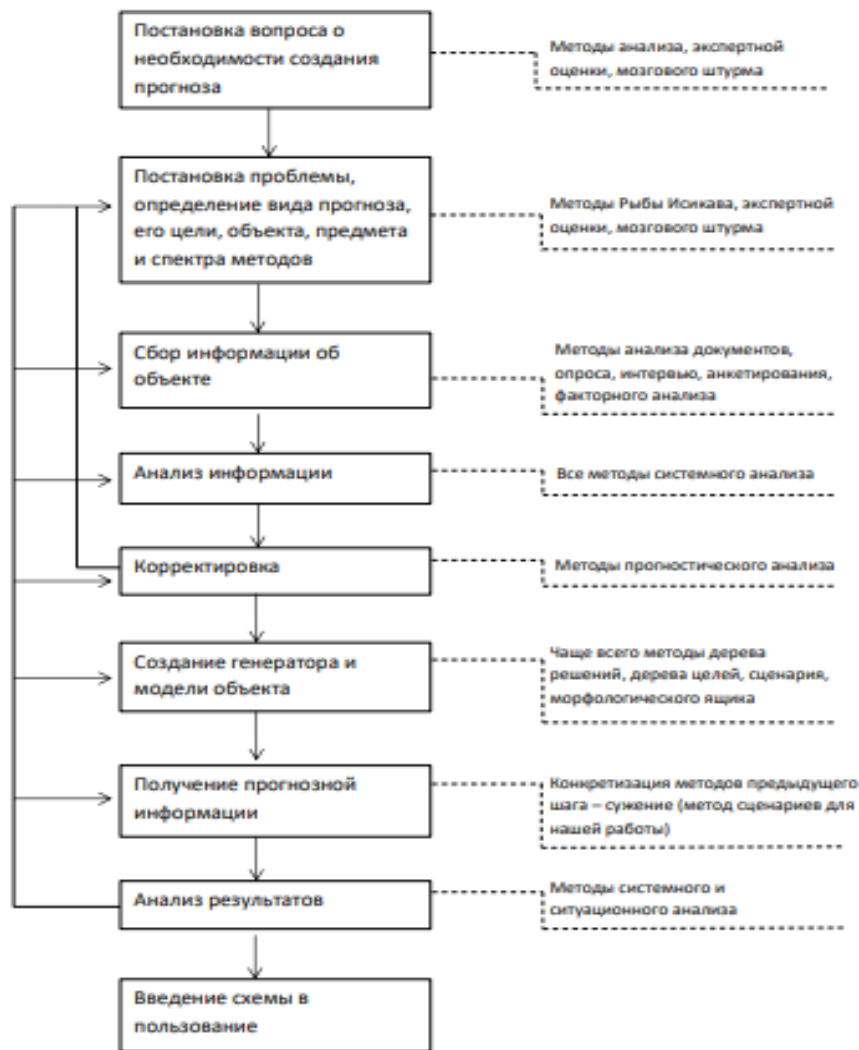 Постановка вопроса о
необходимости создания
прогноза
Методы анализа, экспертной
оценки, мозгового штурма
Постановка проблемы,
определение вида прогноза,
его цели, объекта, предмета
и спектра методов
Методы Рыбы Исикава, экспертной
оценки, мозгового штурма
Сбор информации об
объекте
Методы анализа документов,
опроса, интервью, анкетирования,
факторного анализа
Анализ информации
Все методы системного анализа
Корректировка
Методы прогностического анализа
Создание генератора и
модели объекта
Чаще всего методы дерева
решений, дерева целей, сценария,
морфологического ящика
Получение прогнозной
информации
Конкретизация методов предыдущего
шага – сужение (метод сценариев для
нашей работы)
Анализ результатов
Методы системного и
ситуационного анализа
Введение схемы в
пользование